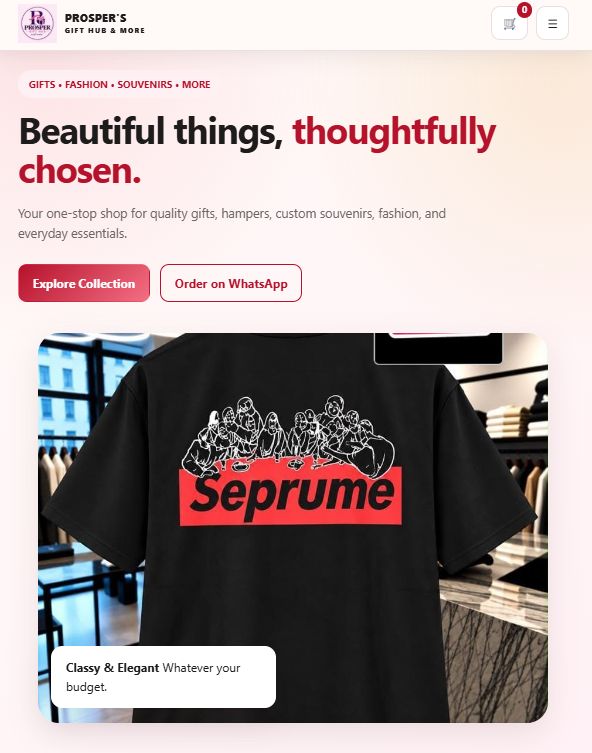 PROSPER
PROSPER'S
GIFT HUB & MORE
0
GIFTS • FASHION • SOUVENIRS • MORE
Beautiful things, thoughtfully
chosen.
Your one-stop shop for quality gifts, hampers, custom souvenirs, fashion, and
everyday essentials.
Explore Collection
Order on WhatsApp
Seprume
Classy & Elegant Whatever your
budget.